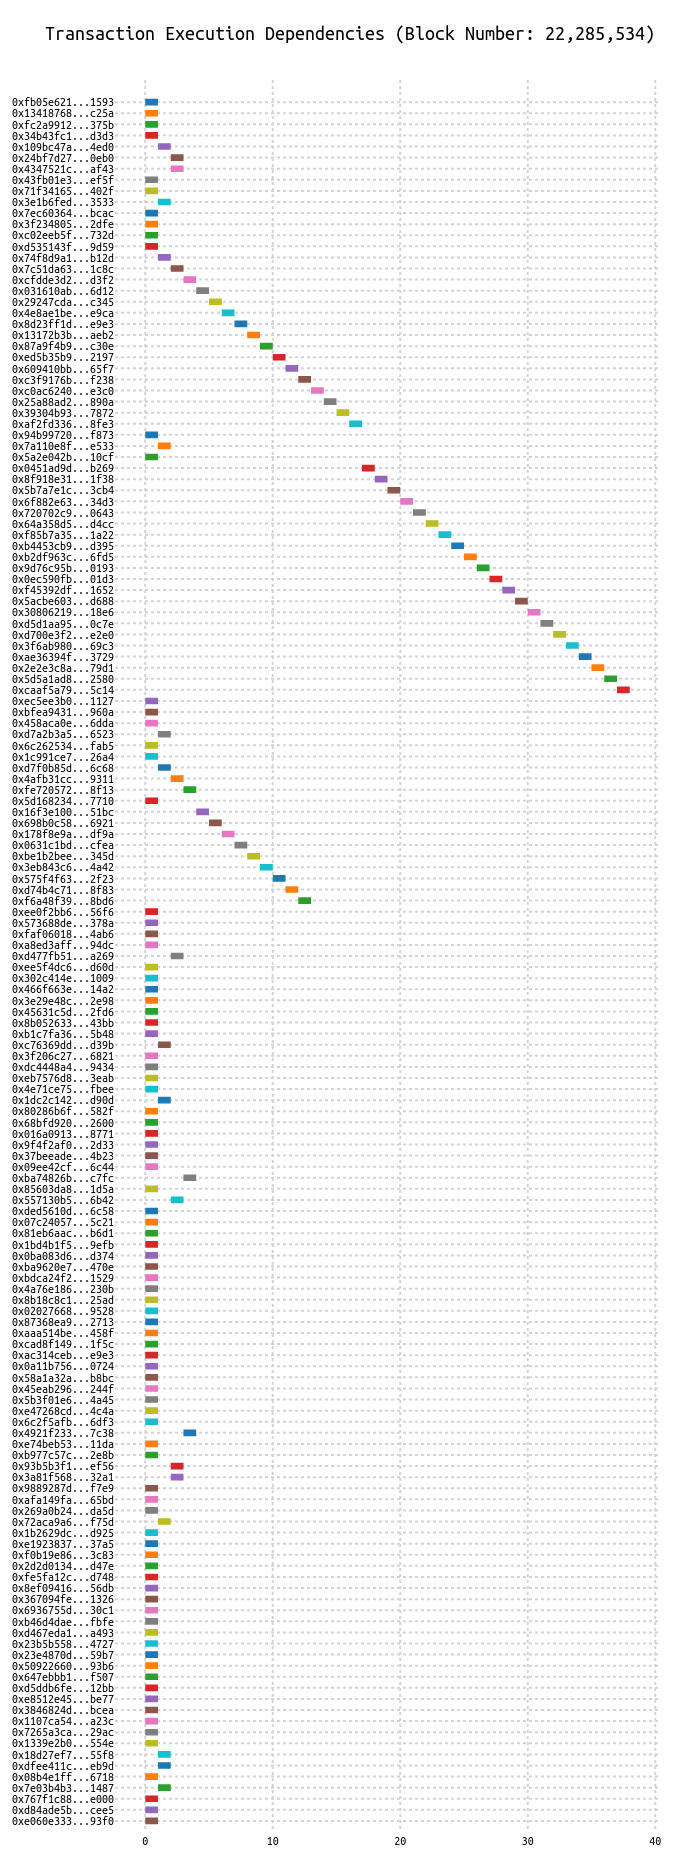 Transaction Execution Dependencies (Block Number: 22,285,534)
0xfb05e621...1593
0x13418768...c25a
0xfc2a9912...375b
0x34b43fc1...d3d3
0x109bc47a...4ed0
0x24bf7d27...0eb0
0x4347521c...af43
0x43fb01e3...ef5f
0x71f34165...402f
0x3e1b6fed...3533
0x7ec60364...bcac
0x3f234805...2dfe
0xc02eeb5f...732d
0xd535143f...9d59
0x74f8d9a1...b12d
0x7c51da63...1c8c
0xcfdde3d2...d3f2
0x031610ab...6d12
0x29247cda...c345
0x4e8ae1be...e9ca
0x8d23ff1d...e9e3
0x13172b3b...aeb2
0x87a9f4b9...c30e
0xed5b35b9...2197
0x609410bb...65f7
0xc3f9176b...f238
0xc0ac6240...e3c0
0x25a88ad2...890a
0x39304b93...7872
0xaf2fd336...8fe3
0x94b99720...f873
0x7a110e8f...e533
0x5a2e042b...10cf
0x0451ad9d...b269
0x8f918e31...1f38
0x5b7a7e1c...3cb4
0x6f882e63...34d3
0x720702c9...0643
0x64a358d5...d4cc
0xf85b7a35...1a22
0xb4453cb9...d395
0xb2df963c...6fd5
0x9d76c95b...0193
0x0ec590fb...01d3
0xf45392df...1652
0x5acbe603...d688
0x30806219...18e6
0xd5d1aa95...0c7e
0xd700e3f2...e2e0
0x3f6ab980...69c3
0xae36394f...3729
0x2e2e3c8a...79d1
0x5d5a1ad8...2580
0xcaaf5a79...5c14
0xec5ee3b0...1127
0xbfea9431...960a
0x458aca0e...6dda
0xd7a2b3a5...6523
0x6c262534...fab5
0x1c991ce7...26a4
0xd7f0b85d...6c68
0x4afb31cc...9311
0xfe720572...8f13
0x5d168234...7710
0x16f3e100...51bc
0x698b0c58...6921
0x178f8e9a...df9a
0x0631c1bd...cfea
0xbe1b2bee...345d
0x3eb843c6...4a42
0x575f4f63...2f23
0xd74b4c71...8f83
0xf6a48f39...8bd6
0xee0f2bb6...56f6
0x573688de...378a
0xfaf06018...4ab6
0xa8ed3aff...94dc
0xd477fb51...a269
0xee5f4dc6...d60d
0x302c414e...1009
0x466f663e...14a2
0x3e29e48c...2e98
0x45631c5d...2fd6
0x8b052633...43bb
0xb1c7fa36...5b48
0xc76369dd...d39b
0x3f206c27...6821
0xdc4448a4...9434
0xeb7576d8...3eab
0x4e71ce75...fbee
0x1dc2c142...d90d
0x80286b6f...582f
0x68bfd920...2600
0x016a0913...8771
0x9f4f2af0...2d33
0x37beeade...4b23
0x09ee42cf...6c44
0xba74826b...c7fc
0x85603da8...1d5a
0x557130b5...6b42
0xded5610d...6c58
0x07c24057...5c21
0x81eb6aac...b6d1
0x1bd4b1f5...9efb
0x0ba083d6...d374
0xba9620e7...470e
0xbdca24f2...1529
0x4a76e186...230b
0x8b18c8c1...25ad
0x02027668...9528
0x87368ea9...2713
0xaaa514be...458f
0xcad8f149...1f5c
0xac314ceb...e9e3
0x0a11b756...0724
0x58a1a32a...b8bc
0x45eab296...244f
0x5b3f01e6...4a45
0xe47268cd...4c4a
0x6c2f5afb...6df3
0x4921f233...7c38
0xe74beb53...11da
0xb977c57c...2e8b
0x93b5b3f1...ef56
0x3a81f568...32a1
0x9889287d...f7e9
0xafa149fa...65bd
0x269a0b24...da5d
0x72aca9a6...f75d
0x1b2629dc...d925
0xe1923837...37a5
0xf0b19e86...3c83
0x2d2d0134...d47e
0xfe5fa12c...d748
0x8ef09416...56db
0x367094fe...1326
0x6936755d...30c1
0xb46d4dae...fbfe
0xd467eda1...a493
0x23b5b558...4727
0x23e4870d...59b7
0x50922660...93b6
0x647ebbb1...f507
0xd5ddb6fe...12bb
0xe8512e45...be77
0x3846824d...bcea
0x1107ca54...a23c
0x7265a3ca...29ac
0x1339e2b0...554e
0x18d27ef7...55f8
0xdfee411c...eb9d
0x08b4e1ff...6718
0x7e03b4b3...1487
0x767f1c88...e000
0xd84ade5b...cee5
0xe060e333...93f0
0 10 20 30 40